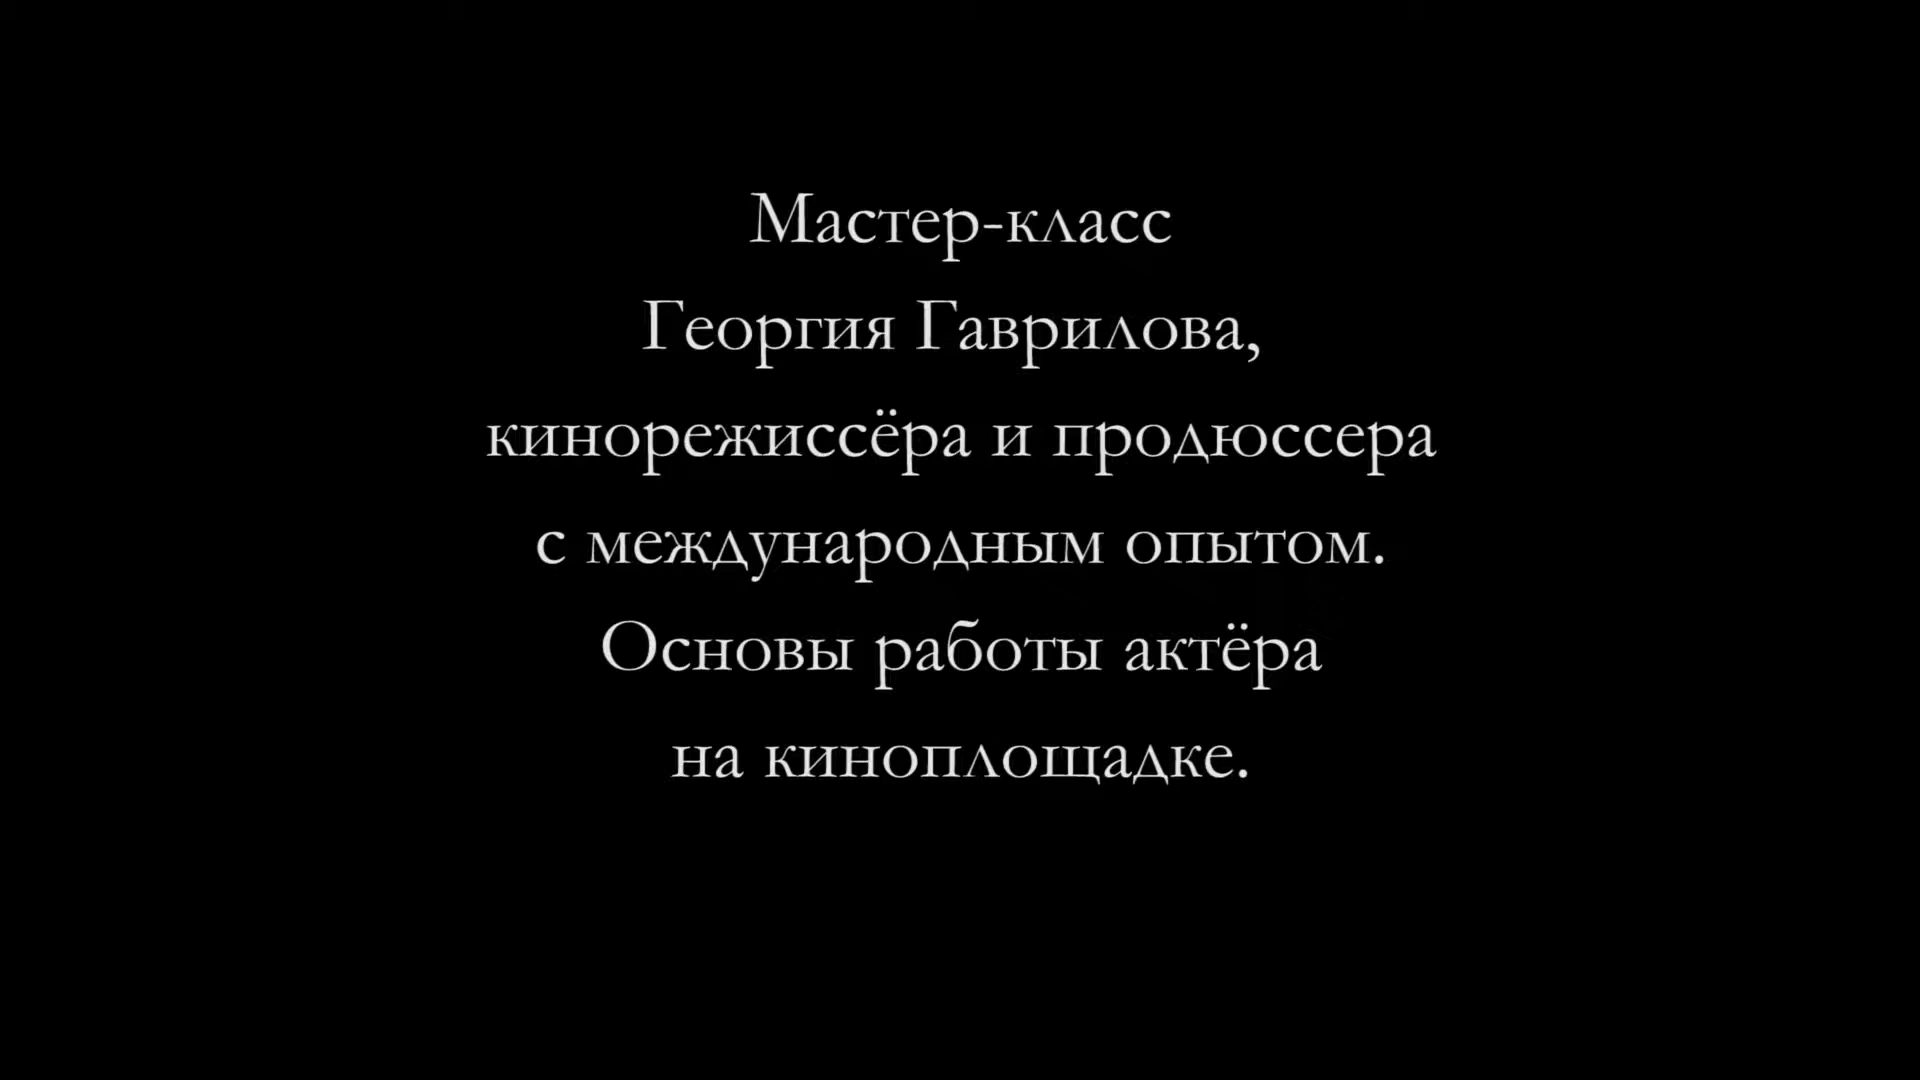 Мастер-класс
Георгия Гаврилова,
кинорежиссёра и продюссера
с международным опытом.
Основы работы актёра
на киноплощадке.